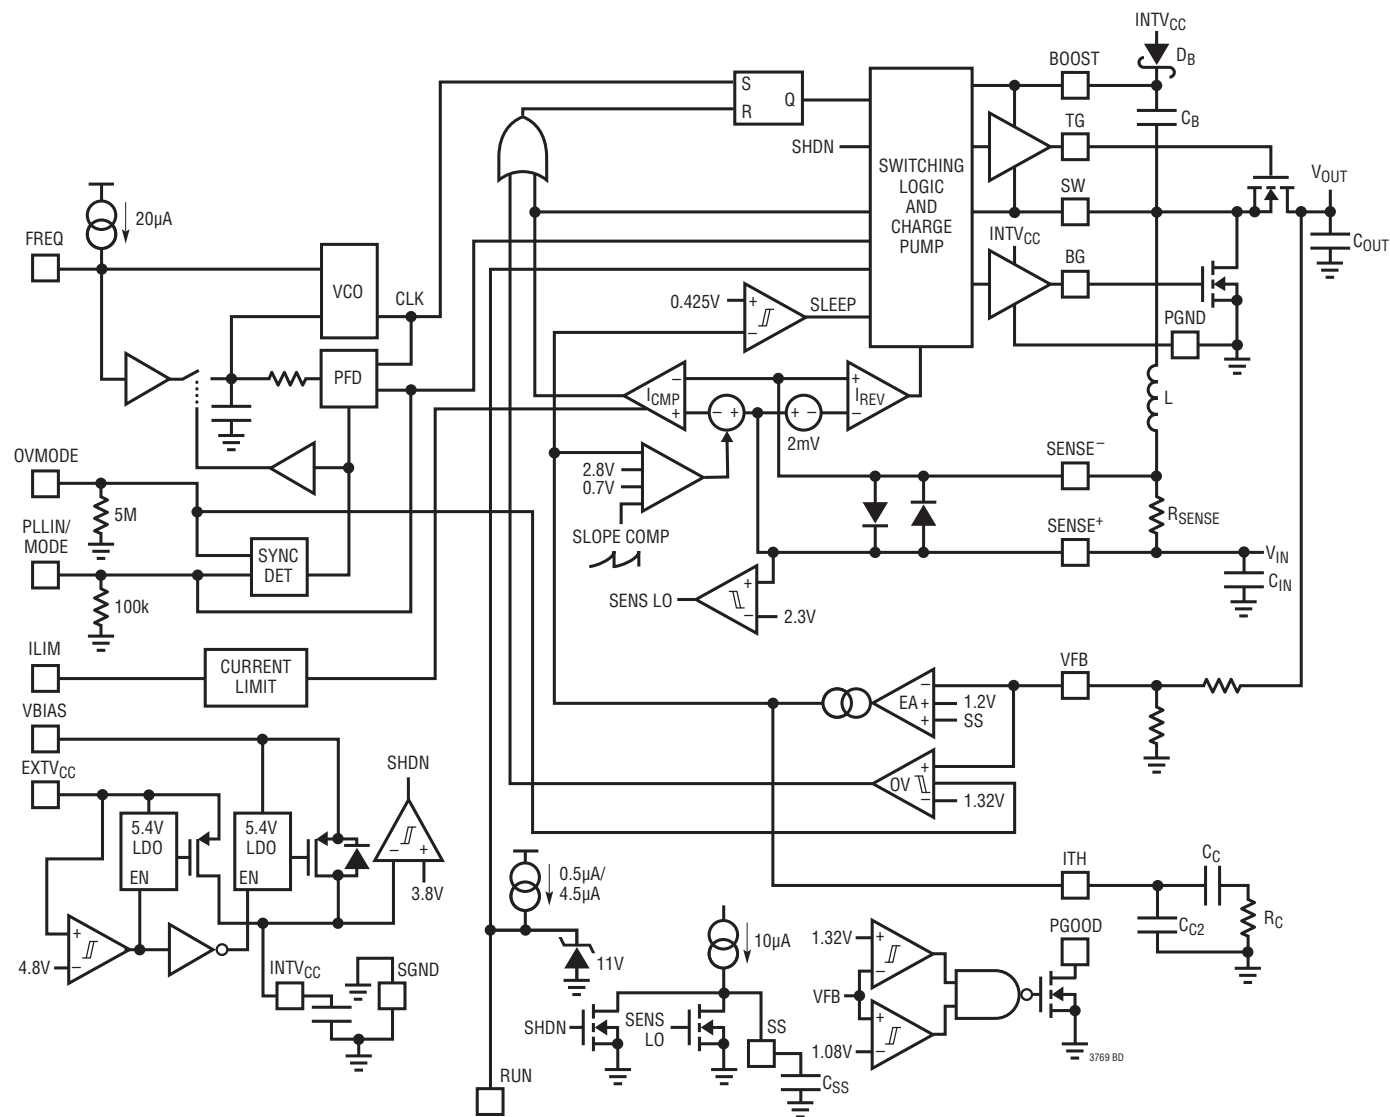 INTVCC
BOOST
DB
S
R
Q
CB
TG
SHDN
SWITCHING
LOGIC
AND
CHARGE
PUMP
SW
VOUT
20µA
FREQ
INTVCC
COUT
VCO
CLK
BG
0.425V
+
−
SLEEP
PGND
PFD
ICMP
−
+
− +
+ −
2mV
+
−
IREV
L
OVMODE
5M
2.8V
0.7V
SENSE−
RSENSE
SLOPE COMP
SENSE+
PLLIN/
MODE
SYNC
DET
VIN
CIN
100k
SENS LO
+
−
2.3V
ILIM
CURRENT
LIMIT
VFB
EA
−
+
+
1.2V
SS
VBIAS
SHDN
EXTVCC
OV
+
−
1.32V
5.4V
LDO
EN
5.4V
LDO
EN
−
+
3.8V
0.5µA/
4.5µA
ITH
CC
RC
CC2
+
−
4.8V
11V
10µA
1.32V
+
−
PGOOD
INTVCC
SGND
VFB
SHDN
SENS
LO
SS
+
−
1.08V
3769 BD
RUN
CSS